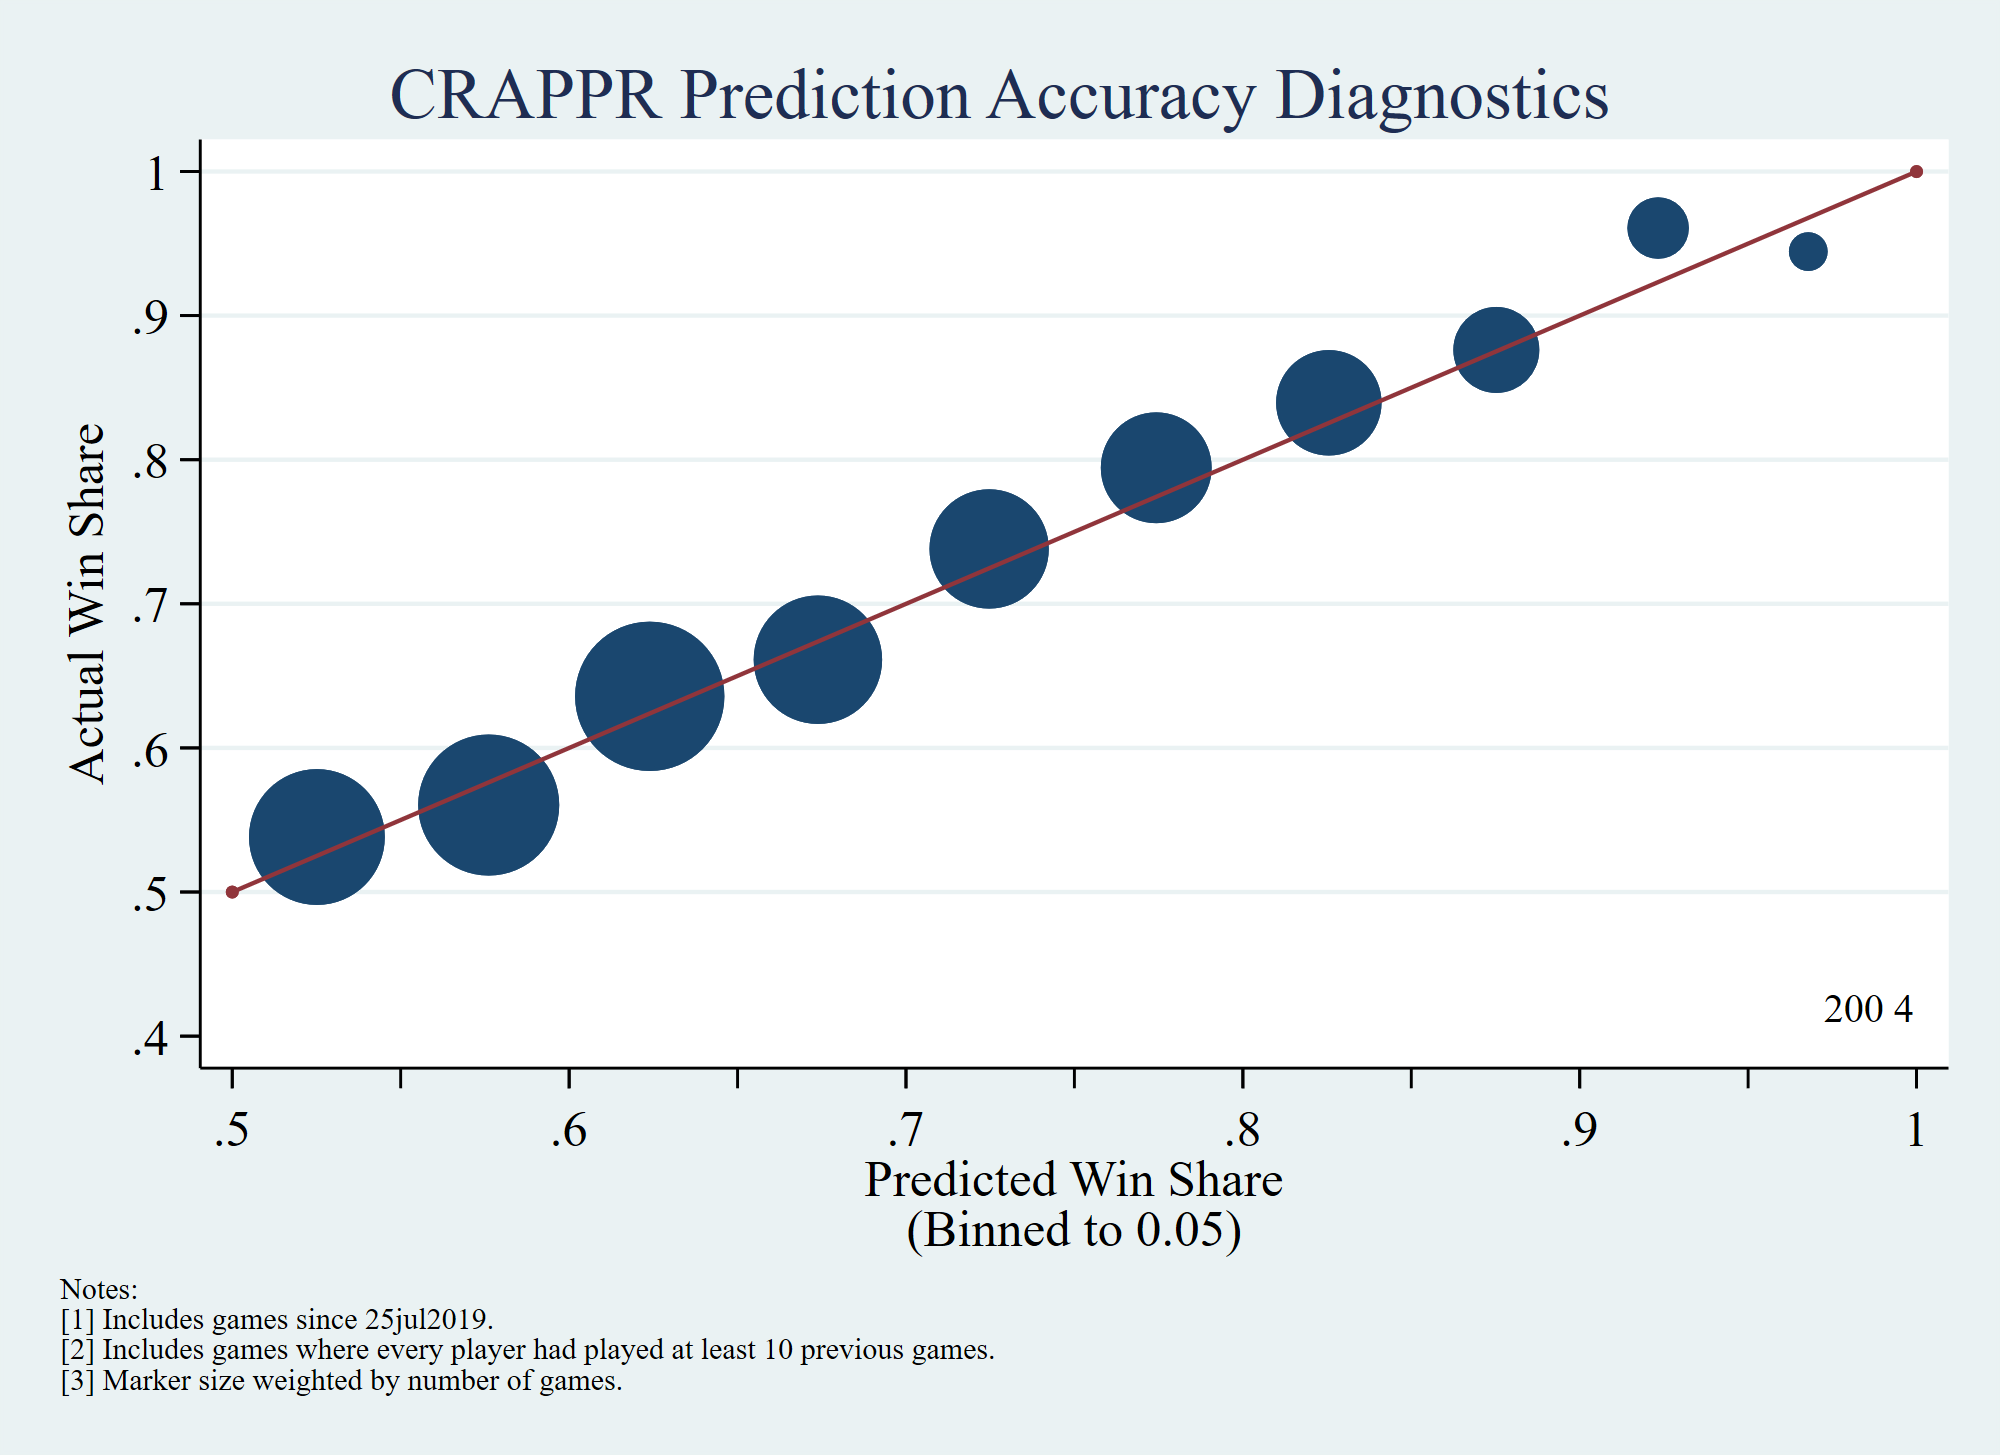 CRAPPR Prediction Accuracy Diagnostics
1
.9
.8
.7
.6
.5
.4
Actual Win Share
200 4
.5 .6 .7 .8 .9 1
Predicted Win Share
(Binned to 0.05)
Notes:
[1] Includes games since 25jul2019.
[2] Includes games where every player had played at least 10 previous games.
[3] Marker size weighted by number of games.